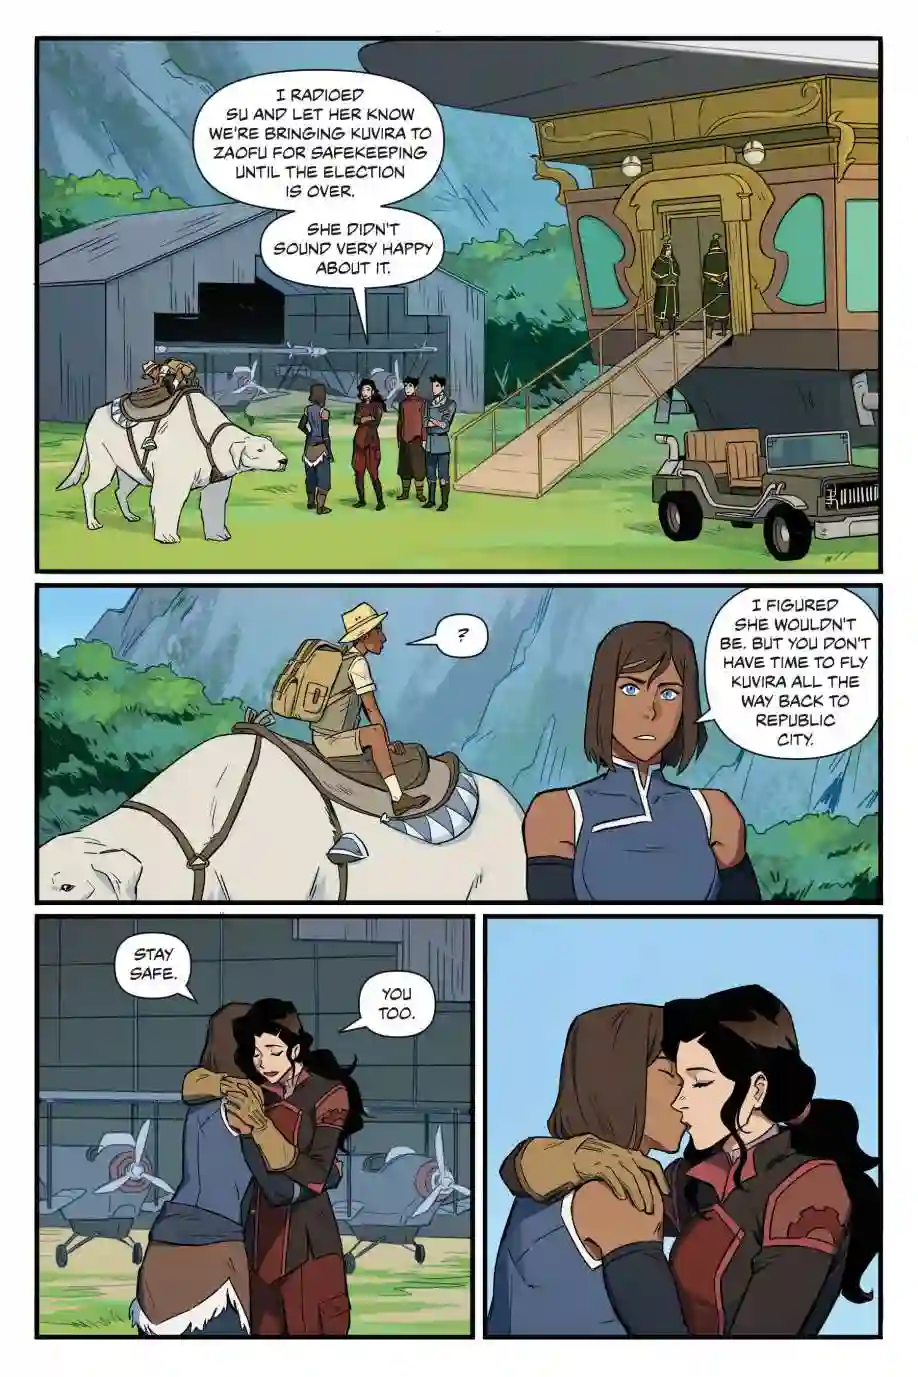 I RADIOED
SU AND LET HER KNOW
WE'RE BRINGING KUVIRA TO
ZAOFU FOR SAFEKEEPING
UNTIL THE ELECTION
IS OVER.
SHE DIDN'T
SOUND VERY HAPPY
ABOUT IT.
?
I FIGURED
SHE WOULDN'T
BE. BUT YOU DON'T
HAVE TIME TO FLY
KUVIRA ALL THE
WAY BACK TO
REPUBLIC
CITY.
STAY
SAFE.
YOU
TOO.